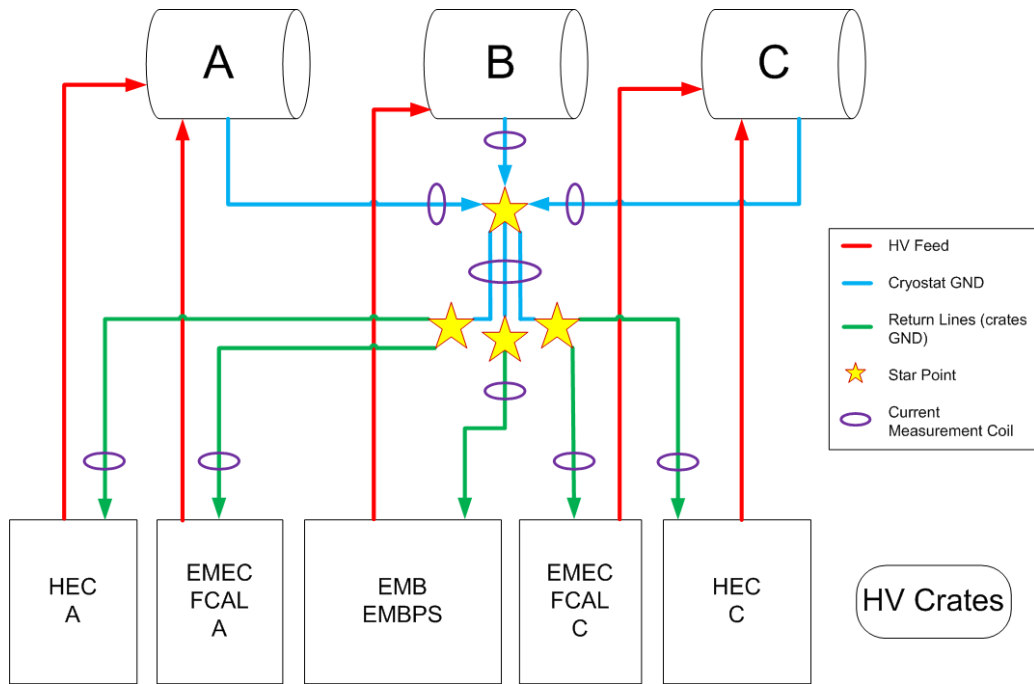 A
B
C
HV Feed
Cryostat GND
Return Lines (crates
GND)
Star Point
Current
Measurement Coil
HEC
A
EMEC
FCAL
A
EMB
EMBPS
EMEC
FCAL
C
HEC
C
HV Crates